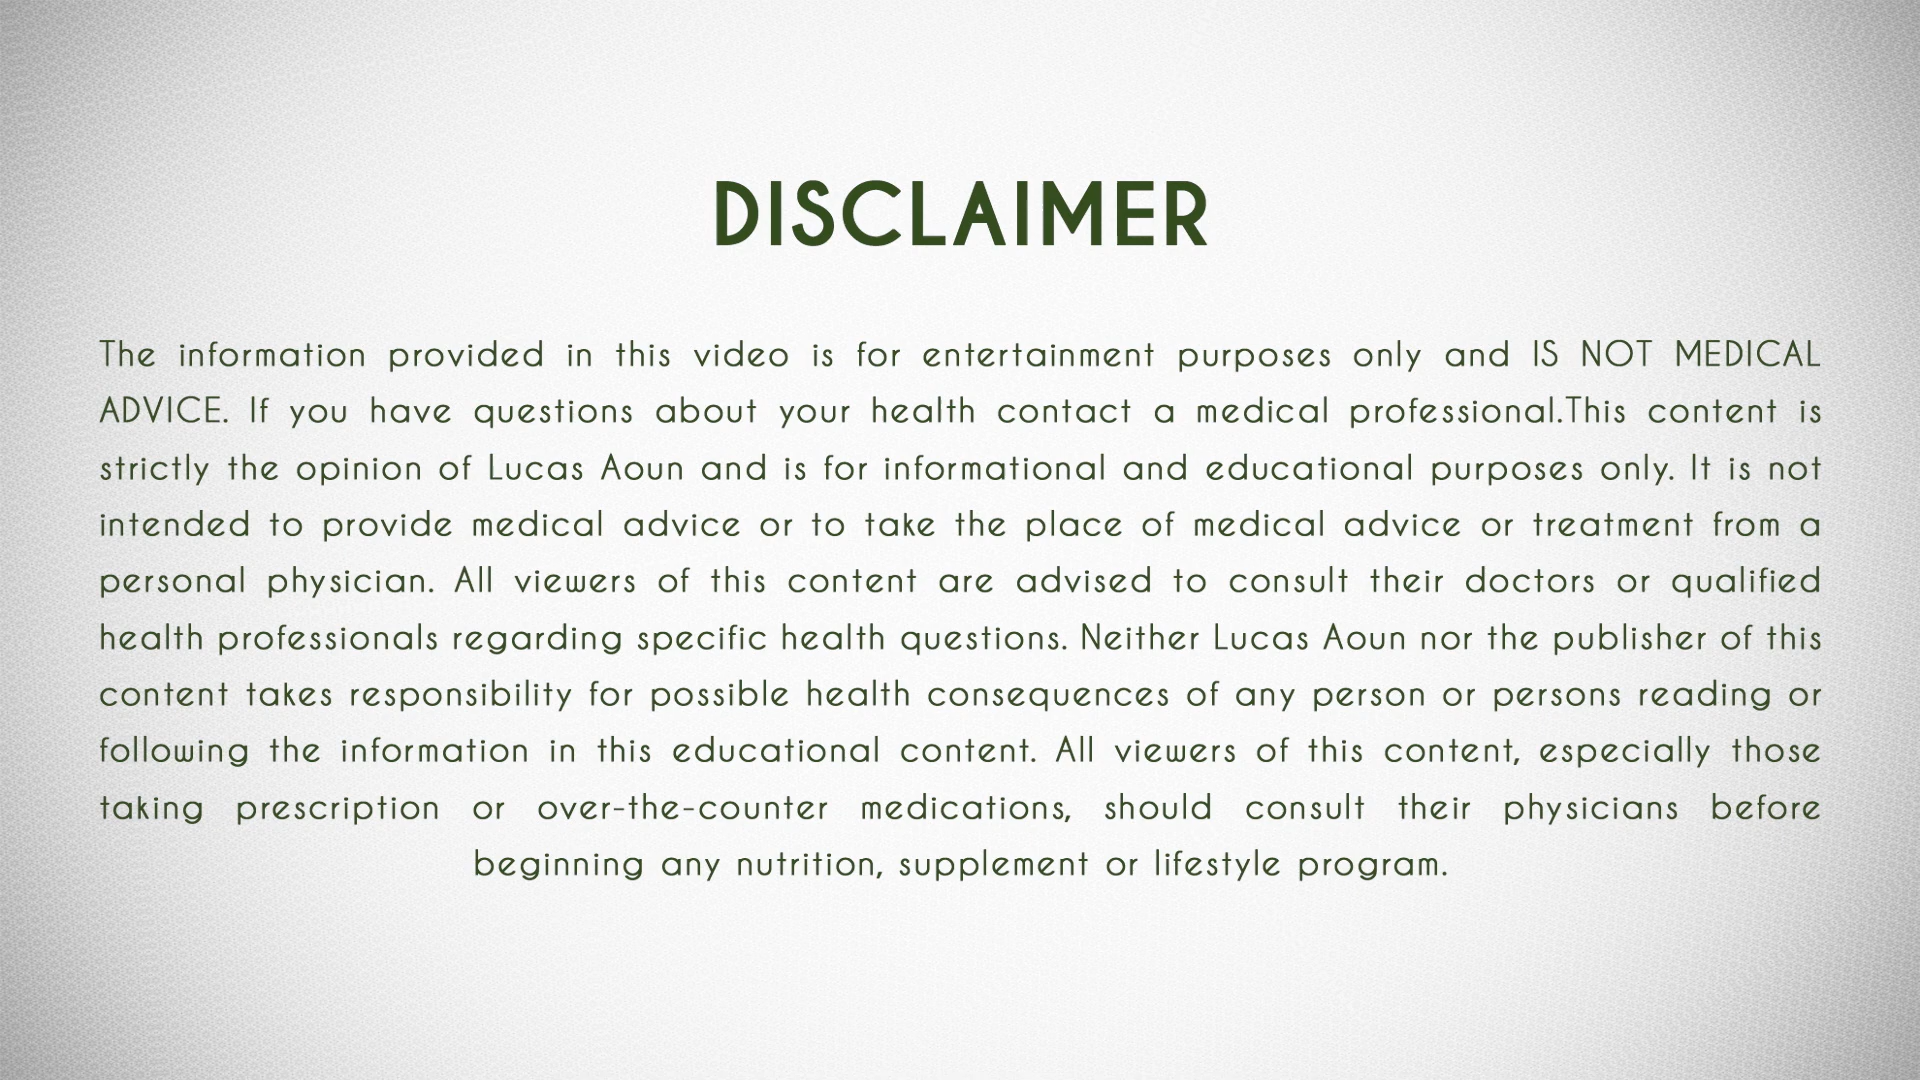 DISCLAIMER
The information provided in this video is for entertainment purposes only and IS NOT MEDICAL
ADVICE. If you have questions about your health contact a medical professional.This content is
strictly the opinion of Lucas Aoun and is for informational and educational purposes only. It is not
intended to provide medical advice or to take the place of medical advice or treatment from a
personal physician. All viewers of this content are advised to consult their doctors or qualified
health professionals regarding specific health questions. Neither Lucas Aoun nor the publisher of this
content takes responsibility for possible health consequences of any person or persons reading or
following the information in this educational content. All viewers of this content, especially those
taking prescription or over-the-counter medications, should consult their physicians before
beginning any nutrition, supplement or lifestyle program.